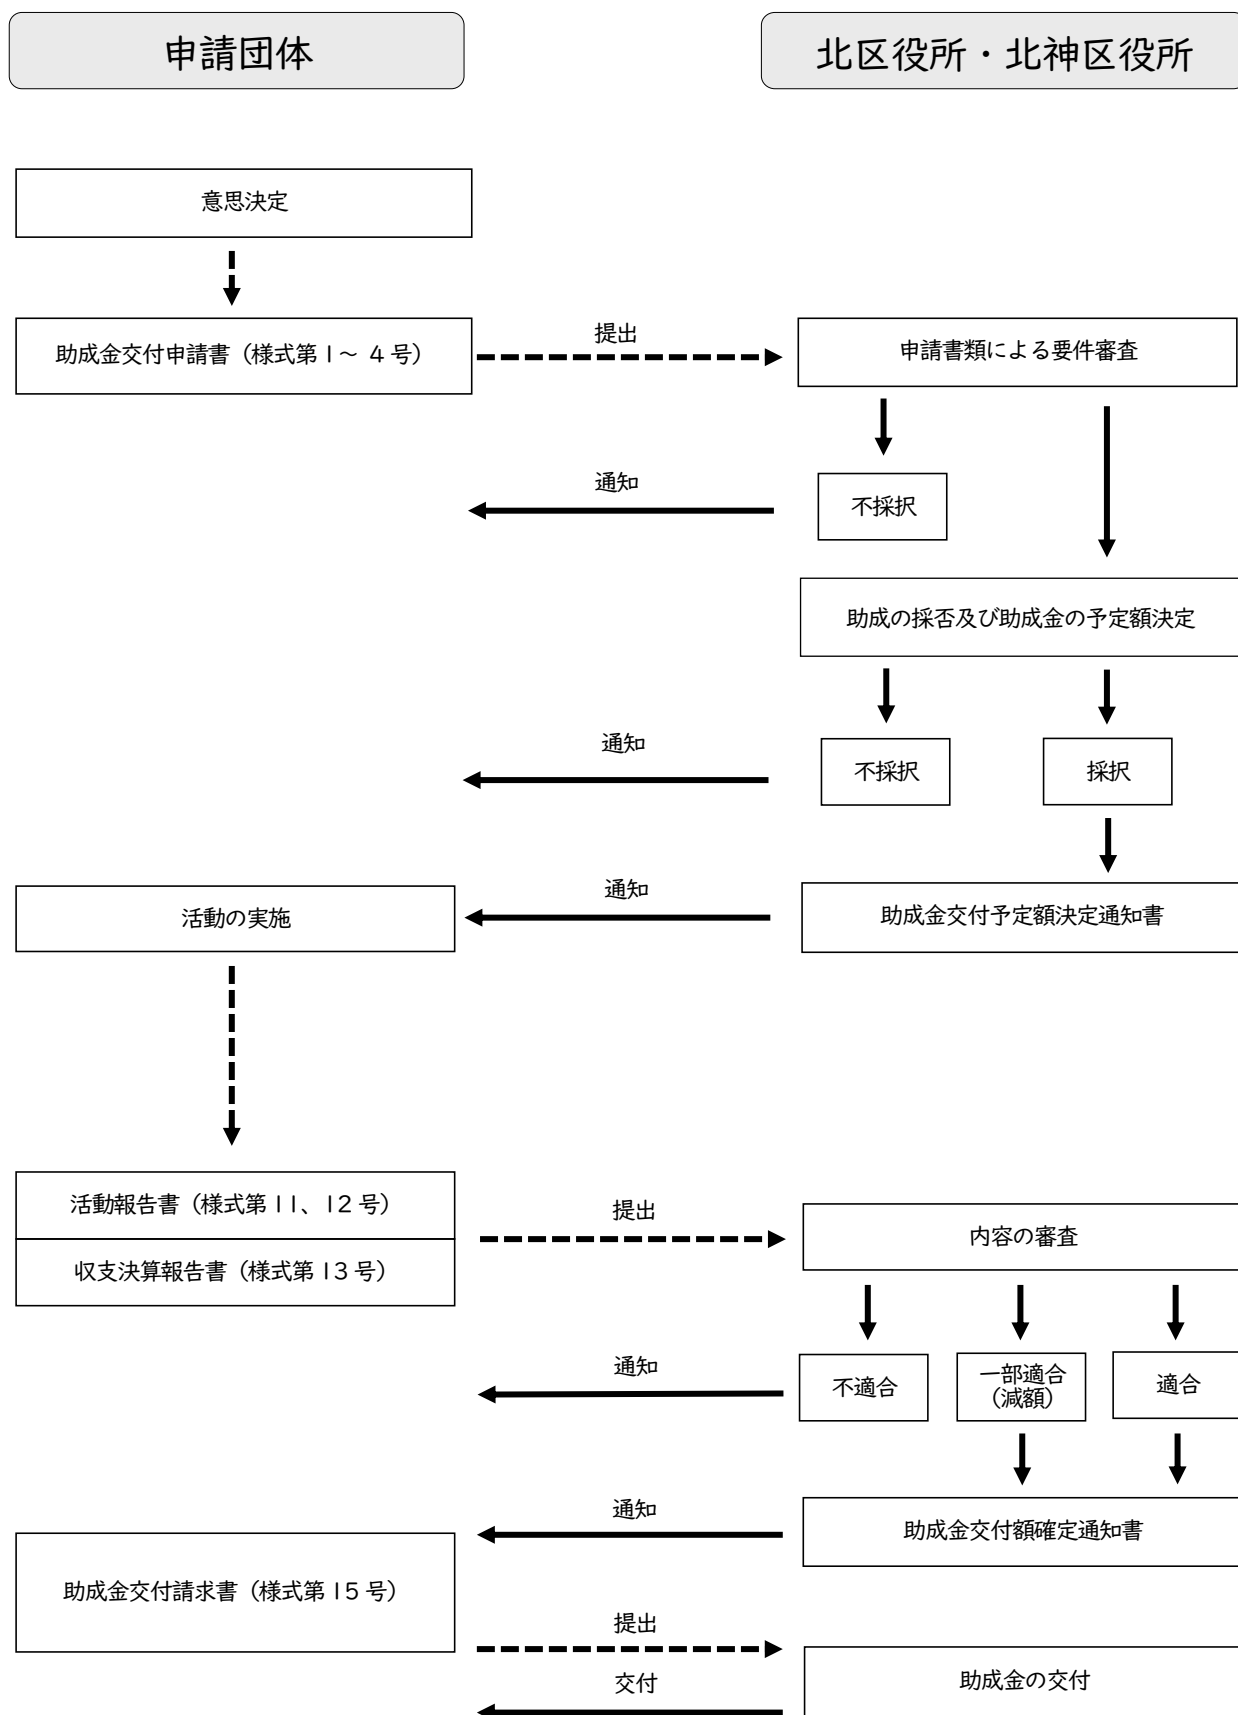 申請団体
北区役所・北神区役所
意思決定
助成金交付申請書（様式第1～4号）
提出
申請書類による要件審査
通知
不採択
助成の採否及び助成金の予定額決定
通知
不採択
採択
活動の実施
通知
助成金交付予定額決定通知書
活動報告書（様式第11、12号）
収支決算報告書（様式第13号）
提出
内容の審査
通知
不適合
一部適合
（減額）
適合
通知
助成金交付額確定通知書
助成金交付請求書（様式第15号）
提出
交付
助成金の交付